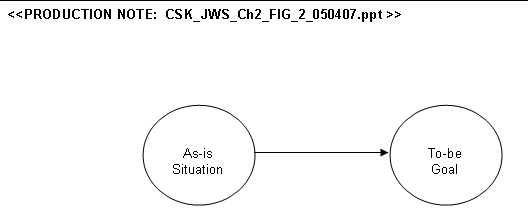 <<PRODUCTION NOTE:  CSK_JWS_Ch2_FIG_2_050407.ppt >>
As-is
Situation
To-be
Goal